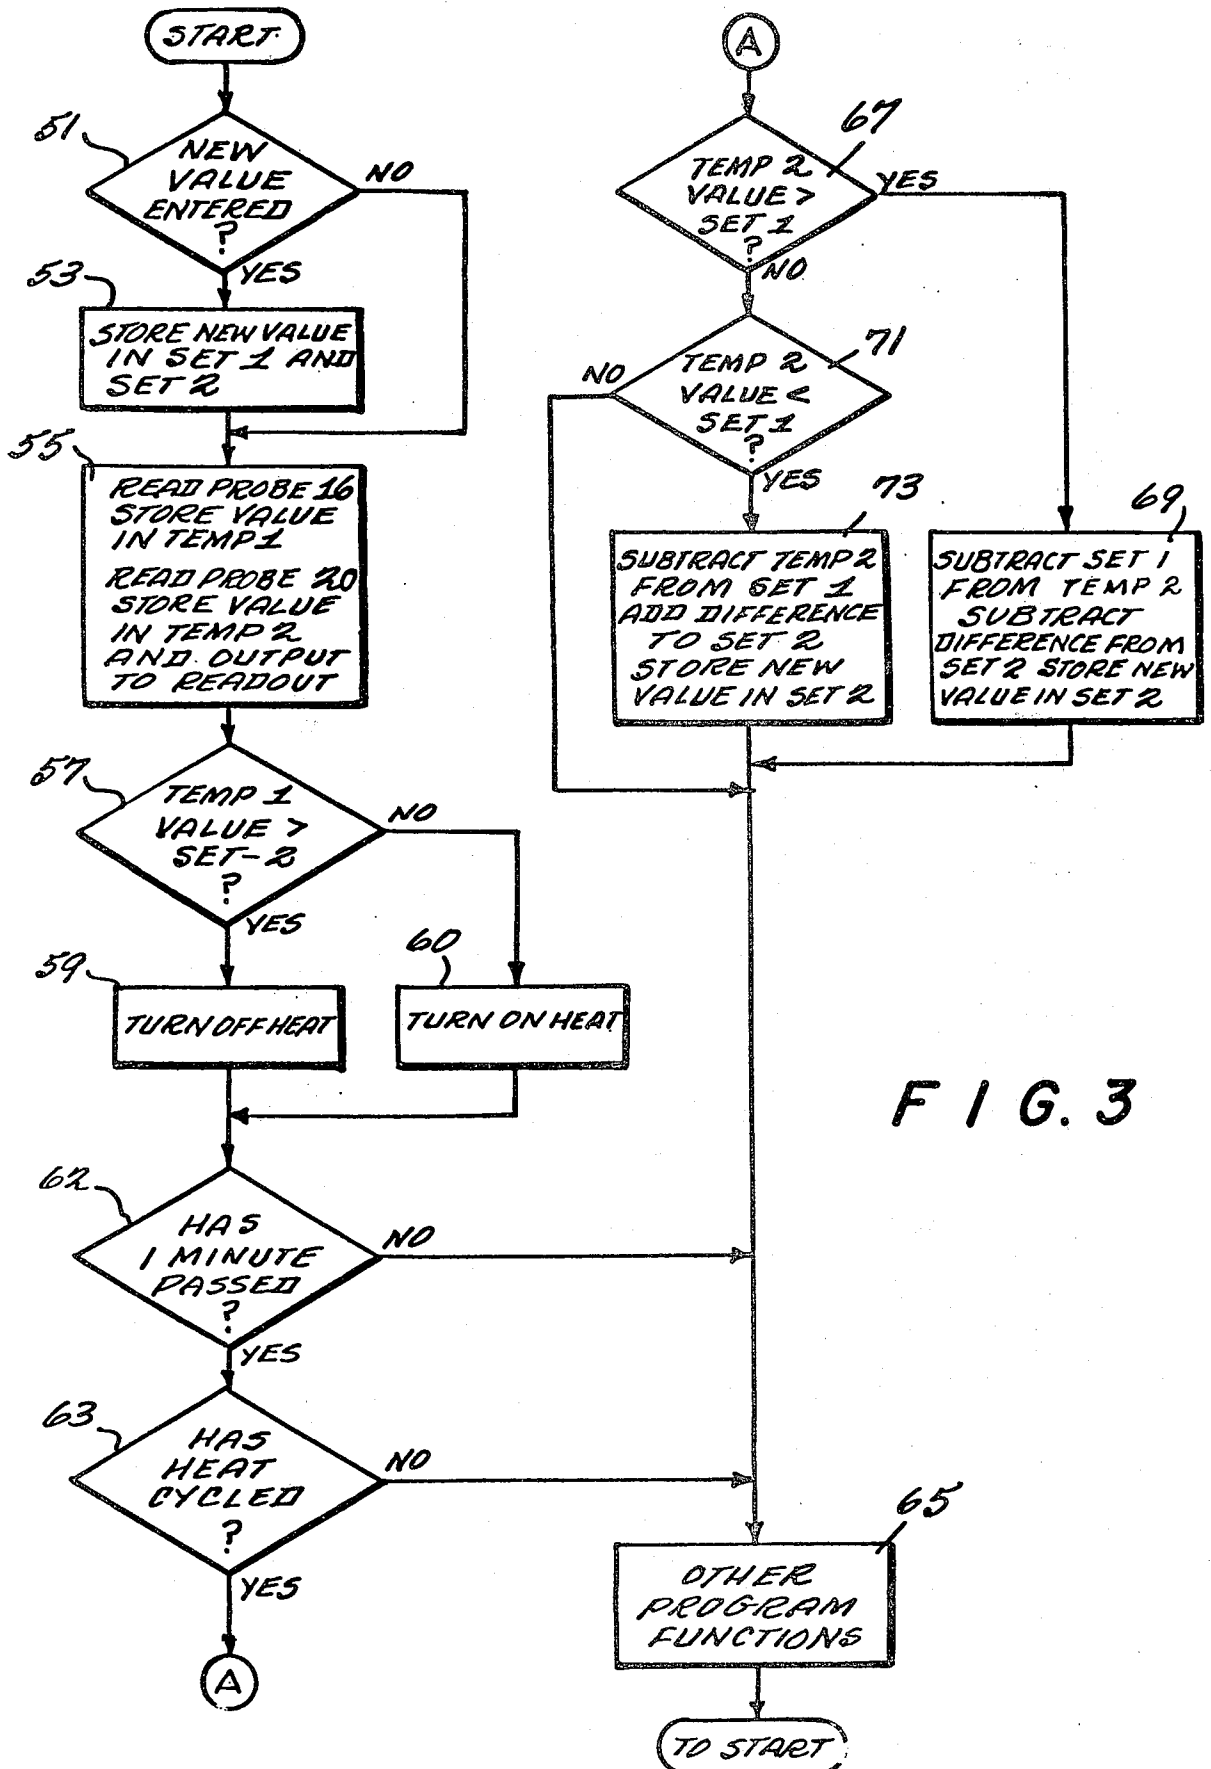 START
51
NEW
VALUE
ENTERED
?
NO
YES
53
STORE NEW VALUE
IN SET 1 AND
SET 2
55
READ PROBE 16
STORE VALUE
IN TEMP 1
READ PROBE 20
STORE VALUE
IN TEMP 2
AND OUTPUT
TO READOUT
57
TEMP 1
VALUE >
SET-2
?
NO
YES
59
TURN OFF HEAT
60
TURN ON HEAT
62
HAS
1 MINUTE
PASSED
?
NO
YES
63
HAS
HEAT
CYCLED
?
NO
YES
A
A
67
TEMP 2
VALUE >
SET 1
?
YES
NO
71
TEMP 2
VALUE <
SET 1
?
NO
YES
73
SUBTRACT TEMP 2
FROM SET 1
ADD DIFFERENCE
TO SET 2
STORE NEW
VALUE IN SET 2
69
SUBTRACT SET 1
FROM TEMP 2
SUBTRACT
DIFFERENCE FROM
SET 2 STORE NEW
VALUE IN SET 2
FIG. 3
65
OTHER
PROGRAM
FUNCTIONS
TO START